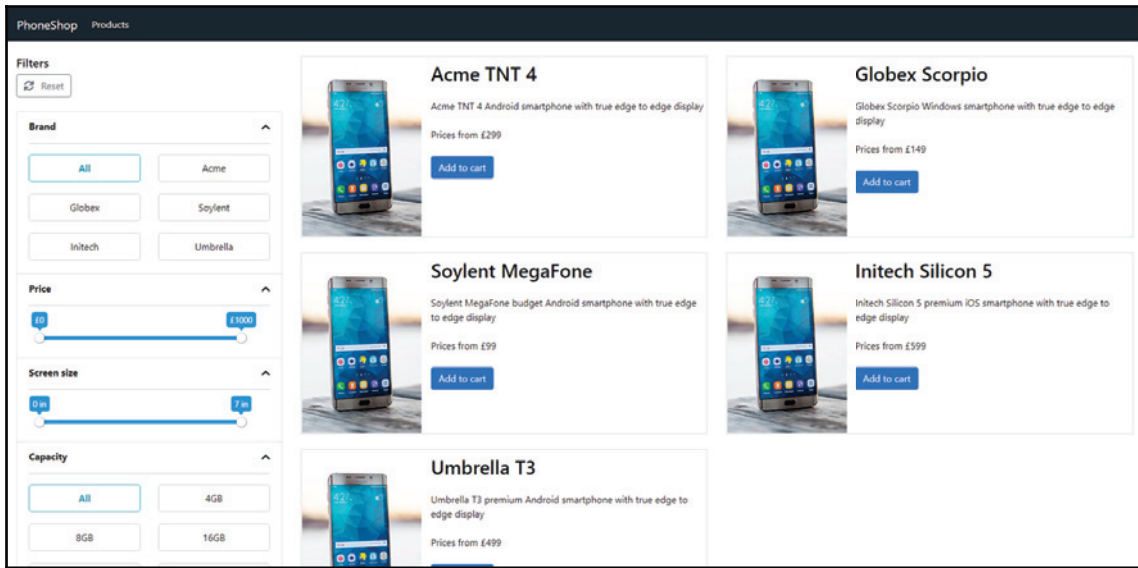 PhoneShop Products
Filters
Reset
Brand
All Acme
Globex Soylent
Initech Umbrella
Price
£0 £1000
Screen size
0 in 7 in
Capacity
All 4GB
8GB 16GB
Acme TNT 4
Acme TNT 4 Android smartphone with true edge to edge display
Prices from £299
Add to cart
Globex Scorpio
Globex Scorpio Windows smartphone with true edge to edge
display
Prices from £149
Add to cart
Soylent MegaFone
Soylent MegaFone budget Android smartphone with true edge
to edge display
Prices from £99
Add to cart
Initech Silicon 5
Initech Silicon 5 premium iOS smartphone with true edge to
edge display
Prices from £599
Add to cart
Umbrella T3
Umbrella T3 premium Android smartphone with true edge to
edge display
Prices from £499